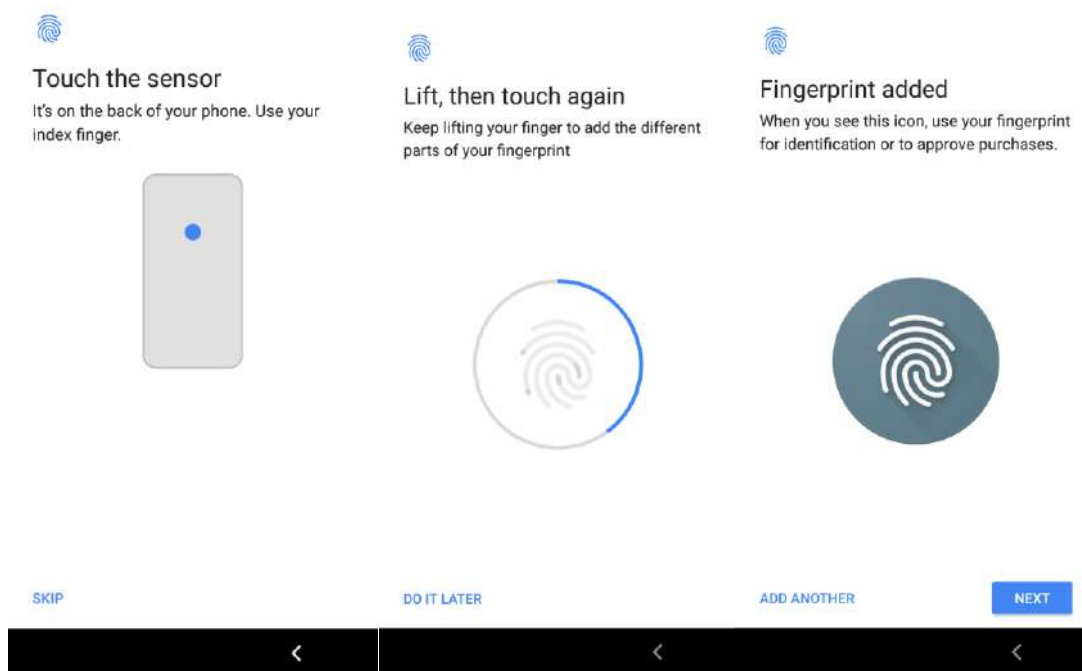 Touch the sensor
It's on the back of your phone. Use your
index finger.
SKIP
Lift, then touch again
Keep lifting your finger to add the different
parts of your fingerprint
DO IT LATER
Fingerprint added
When you see this icon, use your fingerprint
for identification or to approve purchases.
ADD ANOTHER
NEXT